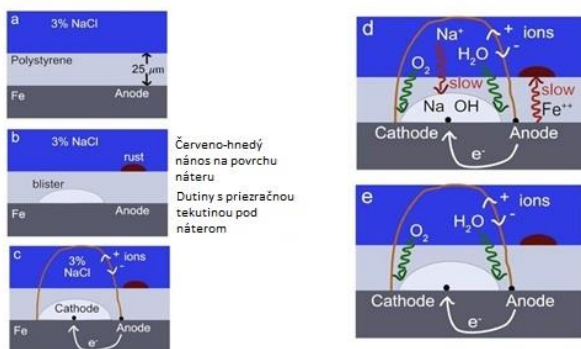 a
3% NaCl
Polystyrene
25 µm
Fe
Anode
b
3% NaCl
rust
blister
Fe
Anode
Červeno-hnedý
nános na povrchu
náteru
Dutiny s priezračnou
tekutinou pod
náterom
c
3%
NaCl
+ ions
-
Cathode
Fe
Anode
e⁻
d
Na⁺
H₂O
+ ions
-
O₂
slow
slow
Na OH
Fe⁺⁺
Cathode
Anode
e⁻
e
+ ions
-
H₂O
O₂
Cathode
Anode
e⁻